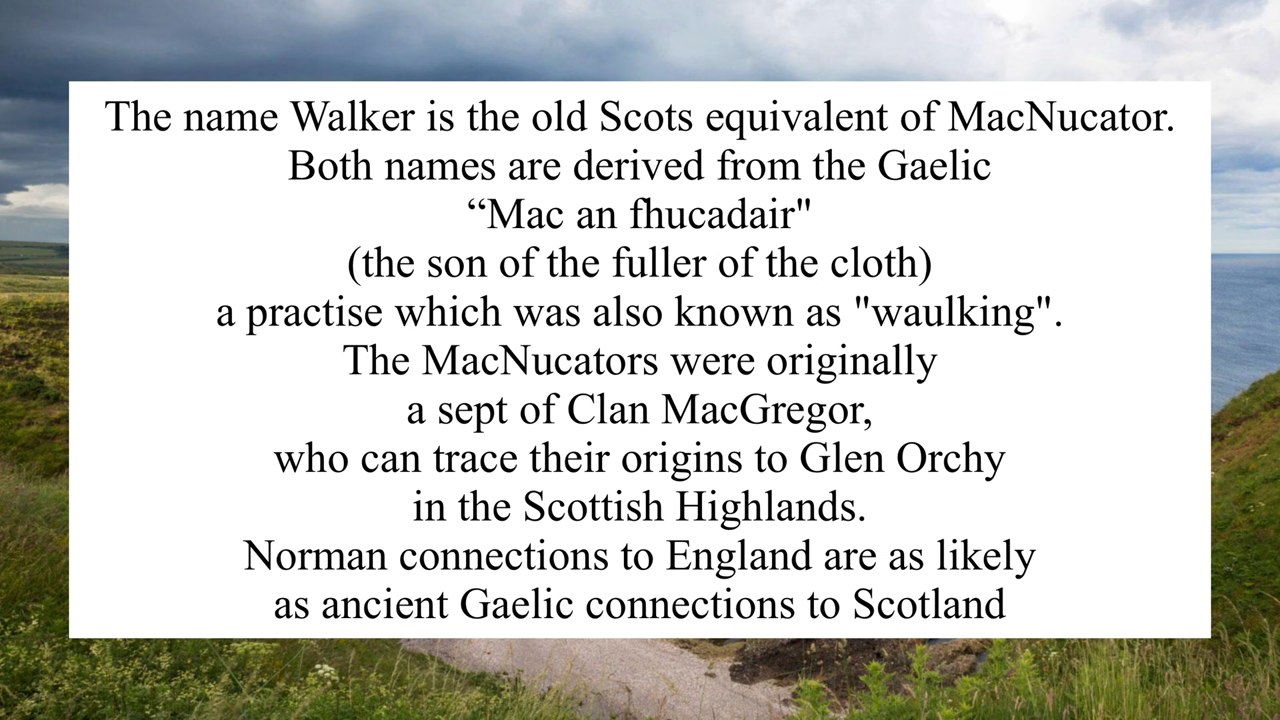 The name Walker is the old Scots equivalent of MacNucator.
Both names are derived from the Gaelic
“Mac an fhucadair"
(the son of the fuller of the cloth)
a practise which was also known as "waulking".
The MacNucators were originally
a sept of Clan MacGregor,
who can trace their origins to Glen Orchy
in the Scottish Highlands.
Norman connections to England are as likely
as ancient Gaelic connections to Scotland